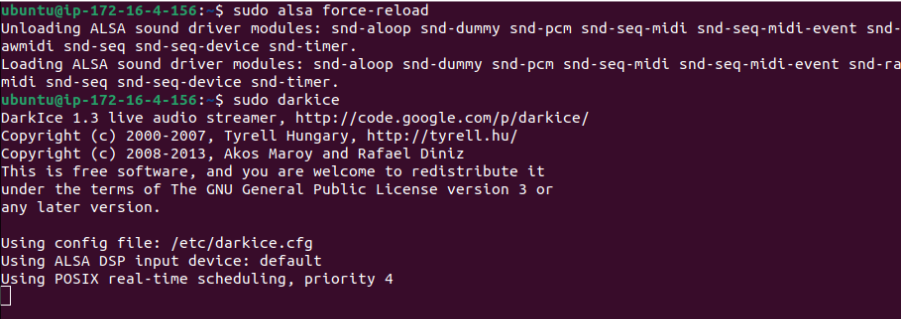 ubuntu@ip-172-16-4-156:~$ sudo alsa force-reload
Unloading ALSA sound driver modules: snd-aloop snd-dummy snd-pcm snd-seq-midi snd-seq-midi-event snd-r
awmidi snd-seq snd-seq-device snd-timer.
Loading ALSA sound driver modules: snd-aloop snd-dummy snd-pcm snd-seq-midi snd-seq-midi-event snd-raw
midi snd-seq snd-seq-device snd-timer.
ubuntu@ip-172-16-4-156:~$ sudo darkice
DarkIce 1.3 live audio streamer, http://code.google.com/p/darkice/
Copyright (c) 2000-2007, Tyrell Hungary, http://tyrell.hu/
Copyright (c) 2008-2013, Akos Maroy and Rafael Diniz
This is free software, and you are welcome to redistribute it
under the terms of The GNU General Public License version 3 or
any later version.
Using config file: /etc/darkice.cfg
Using ALSA DSP input device: default
Using POSIX real-time scheduling, priority 4